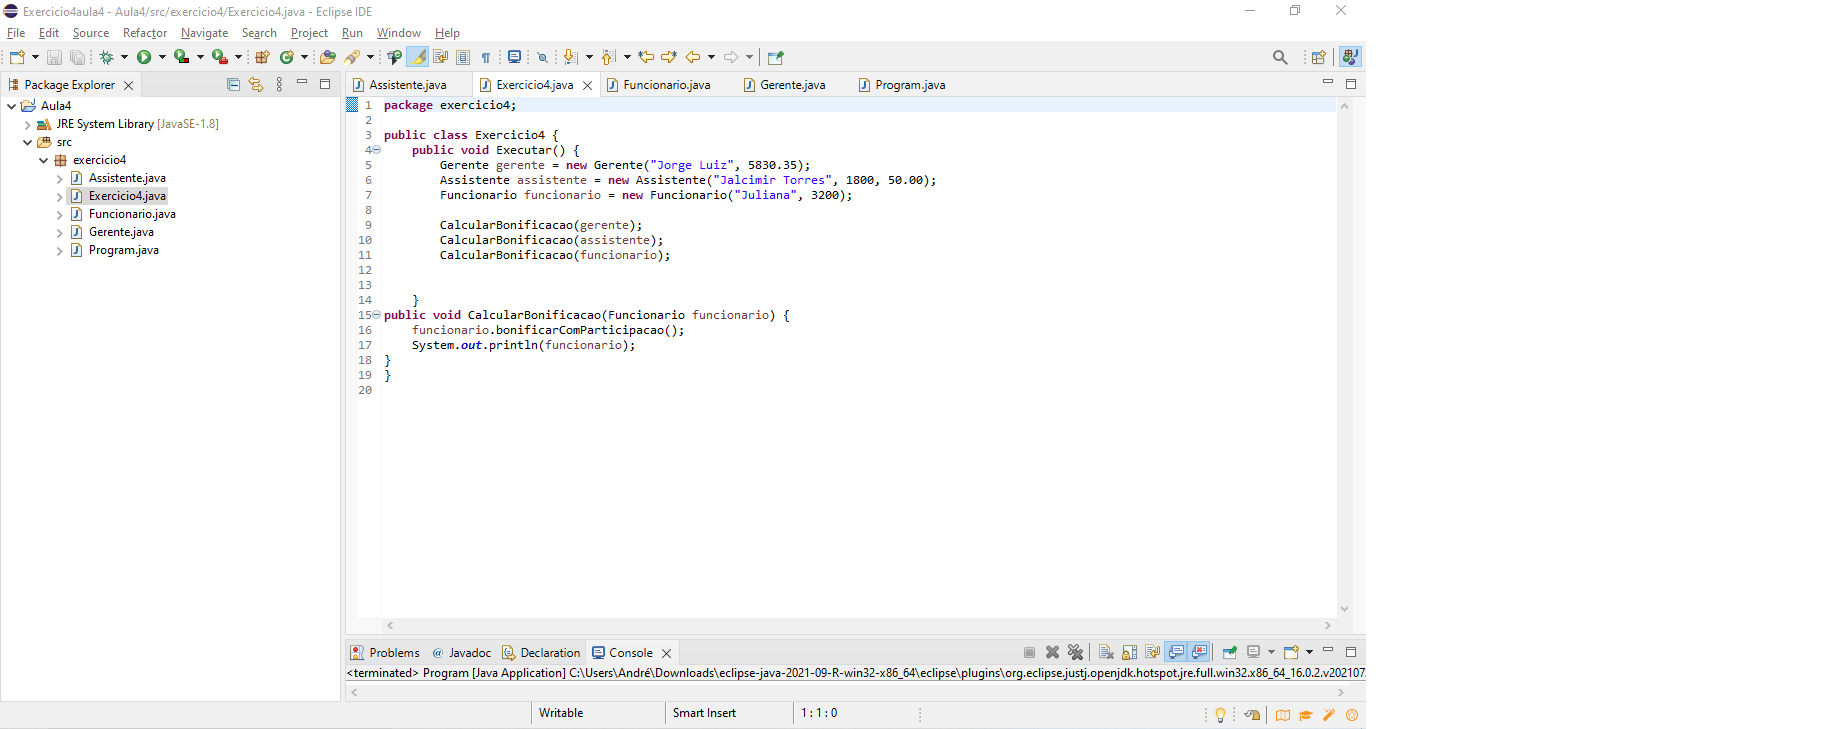 Exercicio4aula4 - Aula4/src/exercicio4/Exercicio4.java - Eclipse IDE
File Edit Source Refactor Navigate Search Project Run Window Help
Package Explorer
Aula4
JRE System Library [JavaSE-1.8]
src
exercicio4
Assistente.java
Exercicio4.java
Funcionario.java
Gerente.java
Program.java
Assistente.java Exercicio4.java Funcionario.java Gerente.java Program.java
1 package exercicio4;
2
3 public class Exercicio4 {
4 public void Executar() {
5 Gerente gerente = new Gerente("Jorge Luiz", 5830.35);
6 Assistente assistente = new Assistente("Jalcimir Torres", 1800, 50.00);
7 Funcionario funcionario = new Funcionario("Juliana", 3200);
8
9 CalcularBonificacao(gerente);
10 CalcularBonificacao(assistente);
11 CalcularBonificacao(funcionario);
12
13
14 }
15 public void CalcularBonificacao(Funcionario funcionario) {
16 funcionario.bonificarComParticipacao();
17 System.out.println(funcionario);
18 }
19 }
20
Problems @ Javadoc Declaration Console
<terminated> Program [Java Application] C:\Users\André\Downloads\eclipse-java-2021-09-R-win32-x86_64\eclipse\plugins\org.eclipse.justj.openjdk.hotspot.jre.full.win32.x86_64_16.0.2.v202107
Writable Smart Insert 1 : 1 : 0